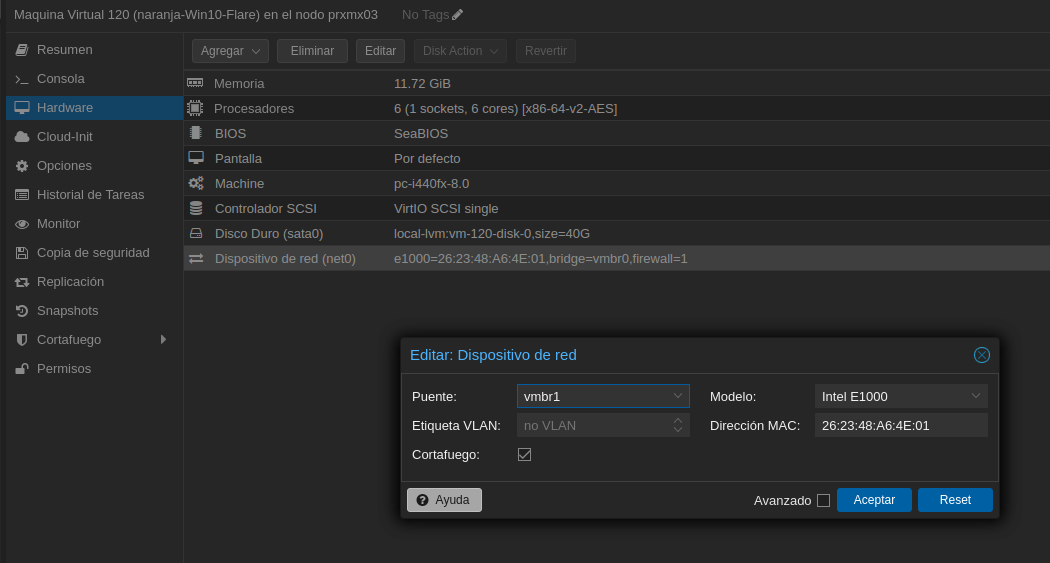 Maquina Virtual 120 (naranja-Win10-Flare) en el nodo prxmx03 No Tags
Resumen
Consola
Hardware
Cloud-Init
Opciones
Historial de Tareas
Monitor
Copia de seguridad
Replicación
Snapshots
Cortafuego
Permisos
Agregar Eliminar Editar Disk Action Revertir
Memoria 11.72 GiB
Procesadores 6 (1 sockets, 6 cores) [x86-64-v2-AES]
BIOS SeaBIOS
Pantalla Por defecto
Machine pc-i440fx-8.0
Controlador SCSI VirtIO SCSI single
Disco Duro (sata0) local-lvm:vm-120-disk-0,size=40G
Dispositivo de red (net0) e1000=26:23:48:A6:4E:01,bridge=vmbr0,firewall=1
Editar: Dispositivo de red
Puente: vmbr1 Modelo: Intel E1000
Etiqueta VLAN: no VLAN Dirección MAC: 26:23:48:A6:4E:01
Cortafuego:
Ayuda Avanzado Aceptar Reset